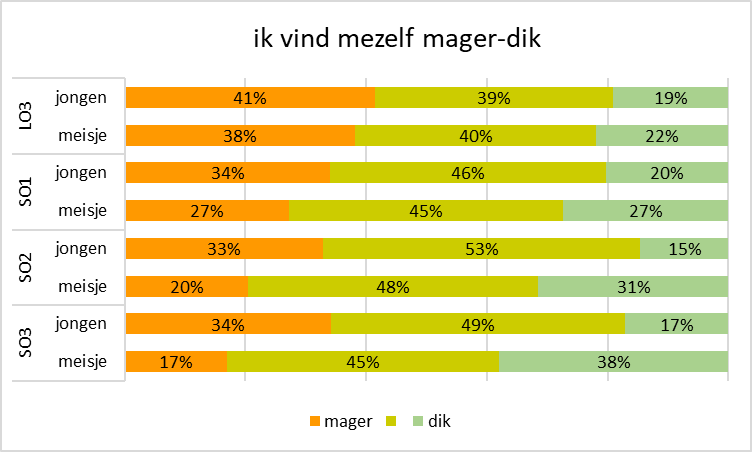 ik vind mezelf mager-dik
LO3
jongen 41% 39% 19%
meisje 38% 40% 22%
SO1
jongen 34% 46% 20%
meisje 27% 45% 27%
SO2
jongen 33% 53% 15%
meisje 20% 48% 31%
SO3
jongen 34% 49% 17%
meisje 17% 45% 38%
mager dik